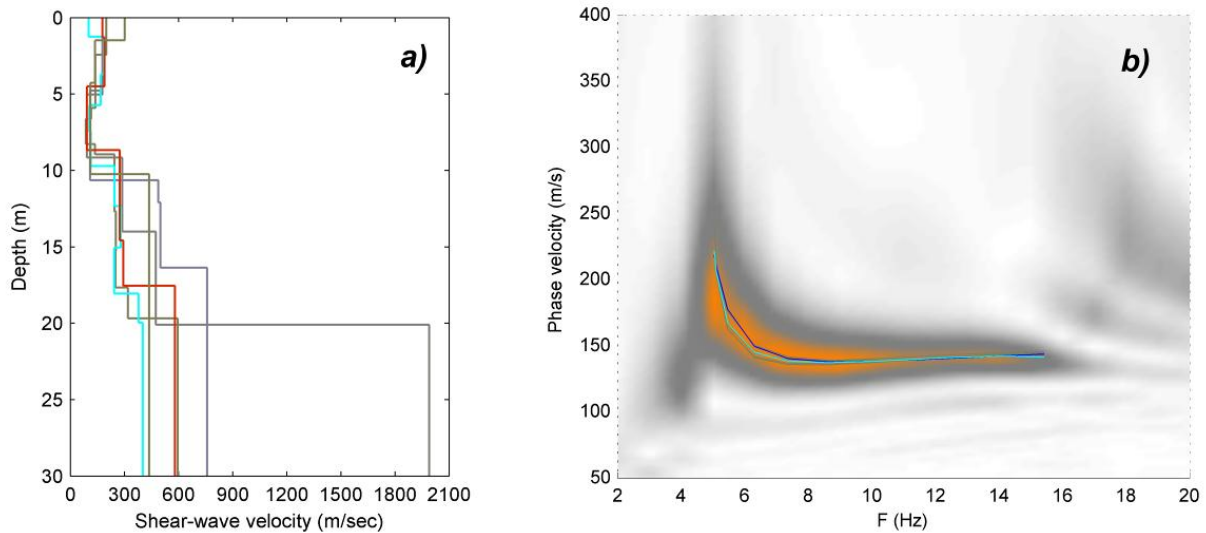 a)
0
5
10
15
20
25
30
Depth (m)
0 300 600 900 1200 1500 1800 2100
Shear-wave velocity (m/sec)
b)
400
350
300
250
200
150
100
50
Phase velocity (m/s)
2 4 6 8 10 12 14 16 18 20
F (Hz)